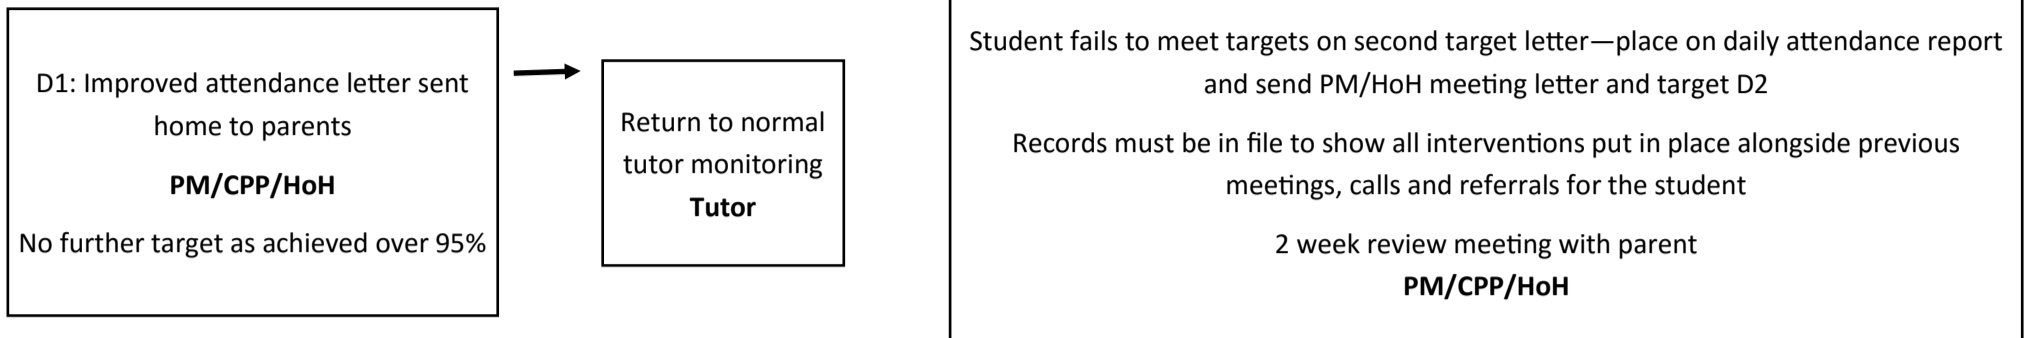 D1: Improved attendance letter sent
home to parents
PM/CPP/HoH
No further target as achieved over 95%
Return to normal
tutor monitoring
Tutor
Student fails to meet targets on second target letter—place on daily attendance report
and send PM/HoH meeting letter and target D2
Records must be in file to show all interventions put in place alongside previous
meetings, calls and referrals for the student
2 week review meeting with parent
PM/CPP/HoH